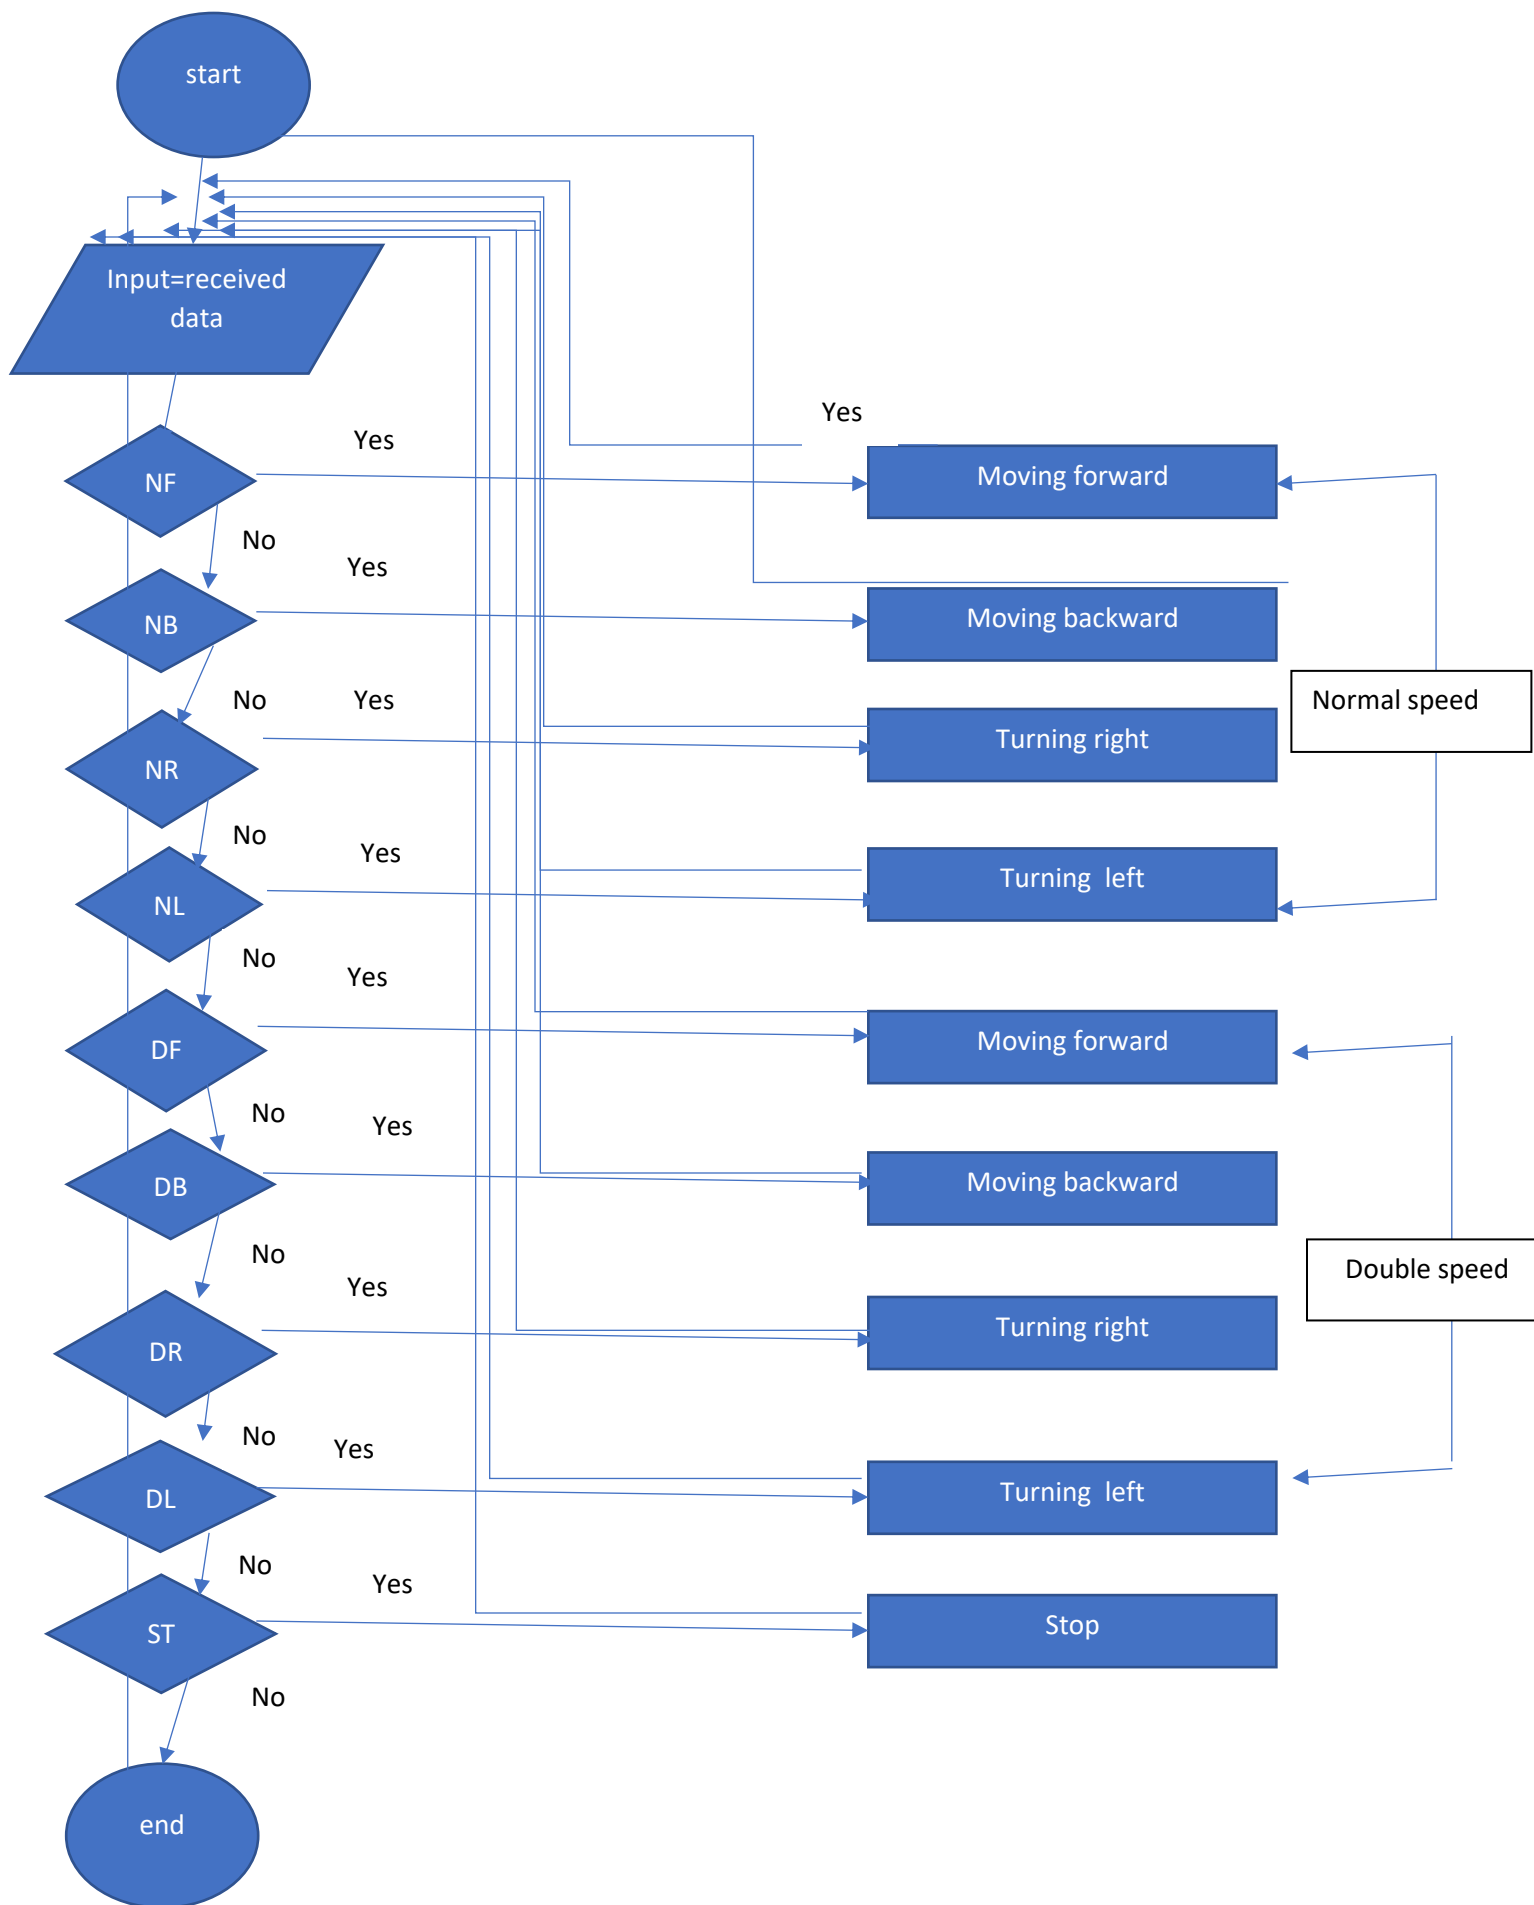 start
Input=received
data
Yes
Yes
NF
Moving forward
No
Yes
NB
Moving backward
No
Yes
Normal speed
NR
Turning right
No
Yes
NL
Turning  left
No
Yes
DF
Moving forward
No
Yes
DB
Moving backward
No
Double speed
Yes
DR
Turning right
No
Yes
DL
Turning  left
No
Yes
ST
Stop
No
end